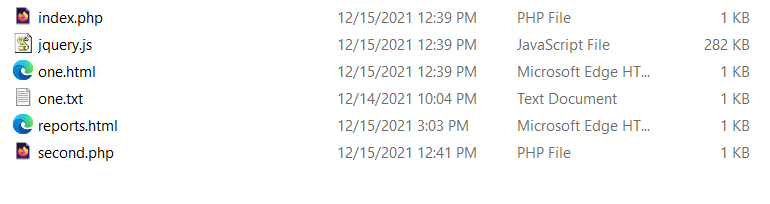 index.php 12/15/2021 12:39 PM PHP File 1 KB
jquery.js 12/15/2021 12:39 PM JavaScript File 282 KB
one.html 12/15/2021 12:39 PM Microsoft Edge HT... 1 KB
one.txt 12/14/2021 10:04 PM Text Document 1 KB
reports.html 12/15/2021 3:03 PM Microsoft Edge HT... 1 KB
second.php 12/15/2021 12:41 PM PHP File 1 KB